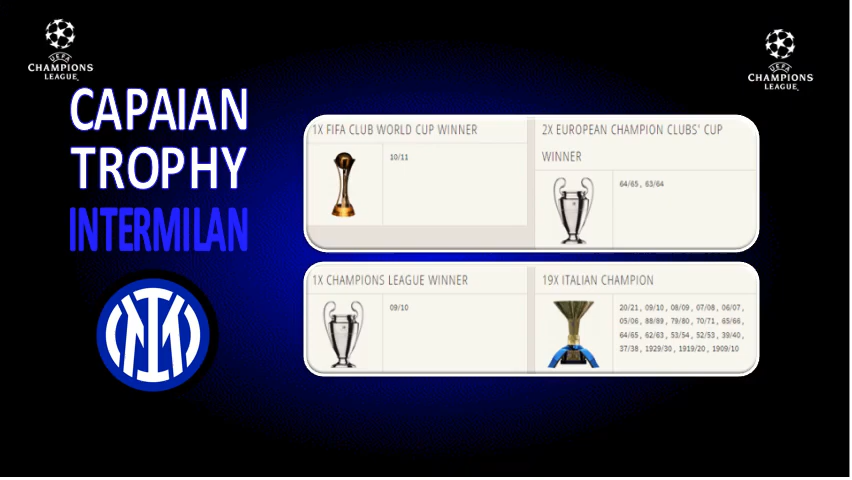 UEFA
CHAMPIONS
LEAGUE
UEFA
CHAMPIONS
LEAGUE
CAPAIAN
TROPHY
INTERMILAN
1X FIFA CLUB WORLD CUP WINNER
10/11
2X EUROPEAN CHAMPION CLUBS' CUP
WINNER
64/65, 63/64
1X CHAMPIONS LEAGUE WINNER
09/10
19X ITALIAN CHAMPION
20/21, 09/10, 08/09, 07/08, 06/07,
05/06, 88/89, 79/80, 70/71, 65/66,
64/65, 62/63, 53/54, 52/53, 39/40,
37/38, 1929/30, 1919/20, 1909/10